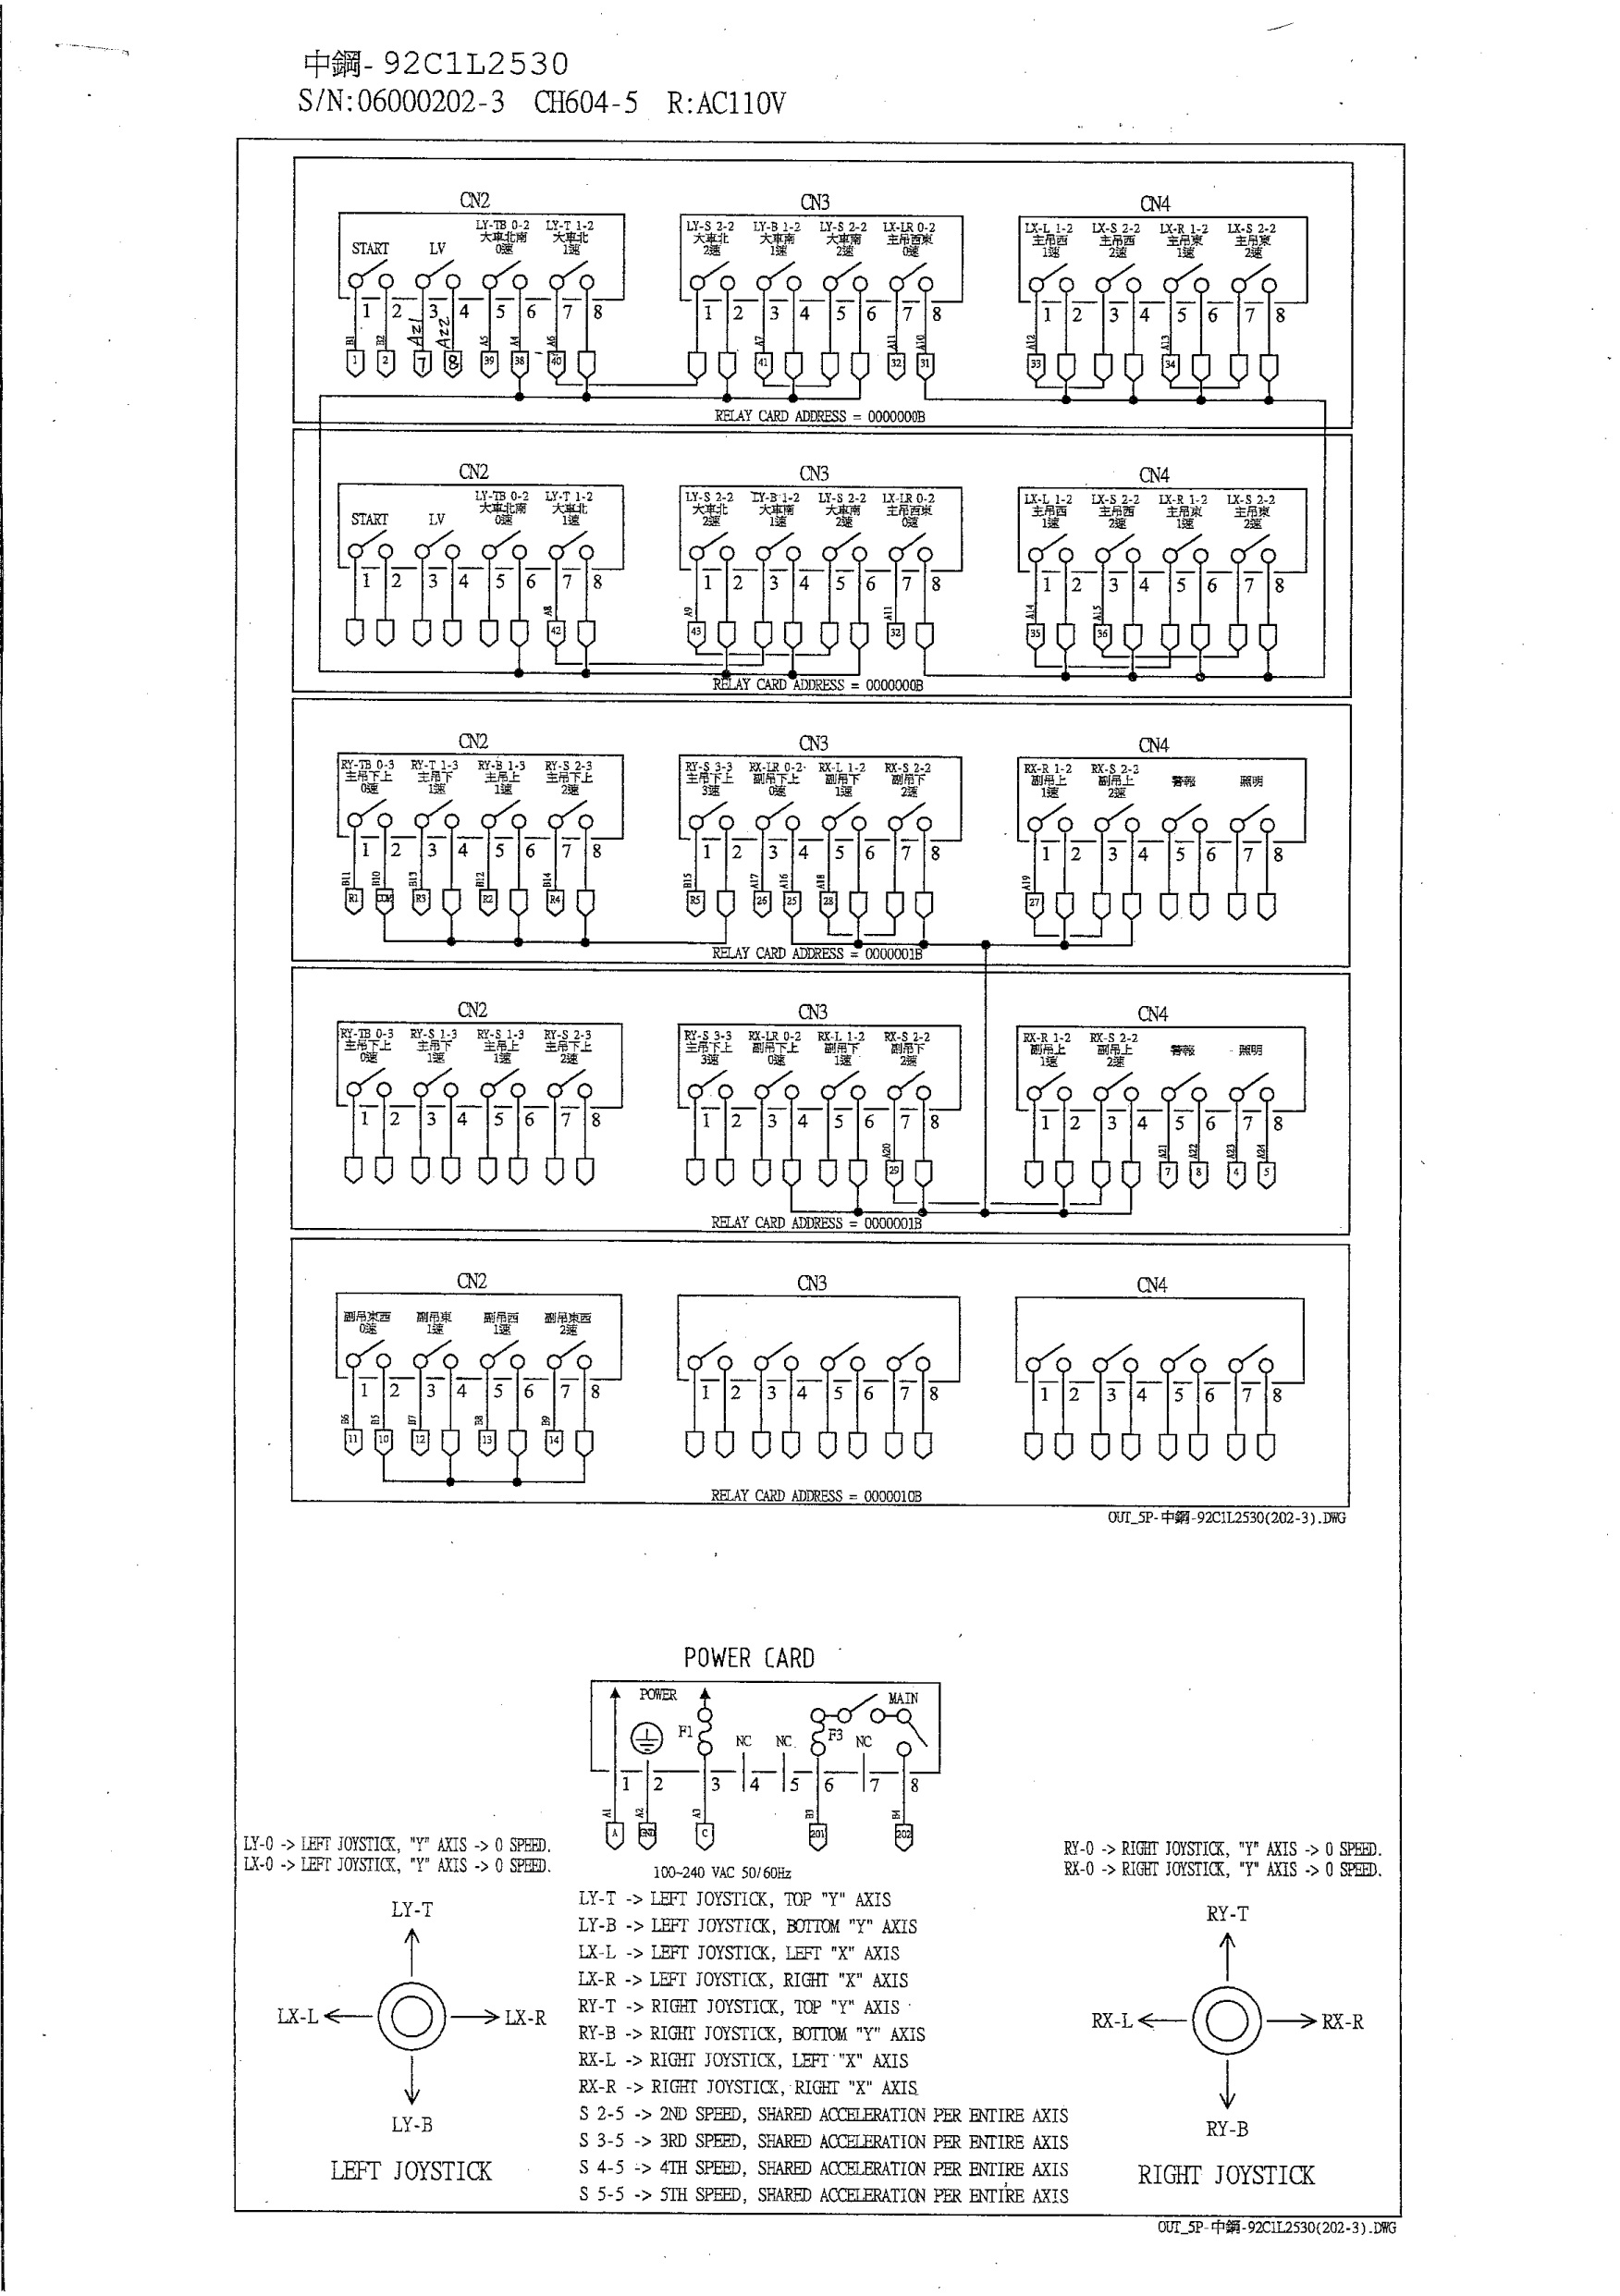 中鋼-92C1L2530
S/N:06000202-3 CH604-5 R:AC110V
CN2 CN3 CN4
START LV LY-TB 0-2 大車北南 0速 LY-T 1-2 大車北 1速
LY-S 2-2 大車北 2速 LY-B 1-2 大車南 1速 LY-S 2-2 大車南 2速 LX-LR 0-2 主吊西東 0速
LX-L 1-2 主吊西 1速 LX-S 2-2 主吊西 2速 LX-R 1-2 主吊東 1速 LX-S 2-2 主吊東 2速
1 2 3 4 5 6 7 8 1 2 3 4 5 6 7 8 1 2 3 4 5 6 7 8
B1 B2 A21 A22 A5 A4 A6 A7 A11 A10 A12 A13
1 2 7 8 39 38 40 41 32 31 33 34
RELAY CARD ADDRESS = 0000000B
CN2 CN3 CN4
START LV LY-TB 0-2 大車北南 0速 LY-T 1-2 大車北 1速
LY-S 2-2 大車北 2速 LY-B 1-2 大車南 1速 LY-S 2-2 大車南 2速 LX-LR 0-2 主吊西東 0速
LX-L 1-2 主吊西 1速 LX-S 2-2 主吊西 2速 LX-R 1-2 主吊東 1速 LX-S 2-2 主吊東 2速
1 2 3 4 5 6 7 8 1 2 3 4 5 6 7 8 1 2 3 4 5 6 7 8
A8 A9 A11 A14 A15
42 43 32 35 36
RELAY CARD ADDRESS = 0000000B
CN2 CN3 CN4
RY-TB 0-3 主吊下上 0速 RY-T 1-3 主吊下 1速 RY-B 1-3 主吊上 1速 RY-S 2-3 主吊下上 2速
RY-S 3-3 主吊下上 3速 RX-LR 0-2 副吊下上 0速 RX-L 1-2 副吊下 1速 RX-S 2-2 副吊下 2速
RX-R 1-2 副吊上 1速 RX-S 2-2 副吊上 2速 警報 照明
1 2 3 4 5 6 7 8 1 2 3 4 5 6 7 8 1 2 3 4 5 6 7 8
B11 B10 B13 B12 B14 B15 A17 A16 A18 A19
R1 COM R3 R2 R4 R5 26 25 28 27
RELAY CARD ADDRESS = 0000001B
CN2 CN3 CN4
RY-TB 0-3 主吊下上 0速 RY-S 1-3 主吊下 1速 RY-S 1-3 主吊上 1速 RY-S 2-3 主吊下上 2速
RY-S 3-3 主吊下上 3速 RX-LR 0-2 副吊下上 0速 RX-L 1-2 副吊下 1速 RX-S 2-2 副吊下 2速
RX-R 1-2 副吊上 1速 RX-S 2-2 副吊上 2速 警報 照明
1 2 3 4 5 6 7 8 1 2 3 4 5 6 7 8 1 2 3 4 5 6 7 8
A20 A21 A22 A23 A24
29 7 8 4 5
RELAY CARD ADDRESS = 0000001B
CN2 CN3 CN4
副吊東西 0速 副吊東 1速 副吊西 1速 副吊東西 2速
1 2 3 4 5 6 7 8 1 2 3 4 5 6 7 8 1 2 3 4 5 6 7 8
B6 B5 B7 B8 B9
11 10 12 13 14
RELAY CARD ADDRESS = 0000010B
OUT_5P-中鋼-92C1L2530(202-3).DWG
POWER CARD
POWER F1 NC NC F3 NC MAIN
1 2 3 4 5 6 7 8
A1 A2 A3 B3 B4
A GND C 201 202
100~240 VAC 50/60Hz
LY-0 -> LEFT JOYSTICK, "Y" AXIS -> 0 SPEED.
LX-0 -> LEFT JOYSTICK, "Y" AXIS -> 0 SPEED.
RY-0 -> RIGHT JOYSTICK, "Y" AXIS -> 0 SPEED.
RX-0 -> RIGHT JOYSTICK, "Y" AXIS -> 0 SPEED.
LY-T
LX-L LX-R
LY-B
LEFT JOYSTICK
LY-T -> LEFT JOYSTICK, TOP "Y" AXIS
LY-B -> LEFT JOYSTICK, BOTTOM "Y" AXIS
LX-L -> LEFT JOYSTICK, LEFT "X" AXIS
LX-R -> LEFT JOYSTICK, RIGHT "X" AXIS
RY-T -> RIGHT JOYSTICK, TOP "Y" AXIS
RY-B -> RIGHT JOYSTICK, BOTTOM "Y" AXIS
RX-L -> RIGHT JOYSTICK, LEFT "X" AXIS
RX-R -> RIGHT JOYSTICK, RIGHT "X" AXIS
S 2-5 -> 2ND SPEED, SHARED ACCELERATION PER ENTIRE AXIS
S 3-5 -> 3RD SPEED, SHARED ACCELERATION PER ENTIRE AXIS
S 4-5 -> 4TH SPEED, SHARED ACCELERATION PER ENTIRE AXIS
S 5-5 -> 5TH SPEED, SHARED ACCELERATION PER ENTIRE AXIS
RY-T
RX-L RX-R
RY-B
RIGHT JOYSTICK
OUT_5P-中鋼-92C1L2530(202-3).DWG